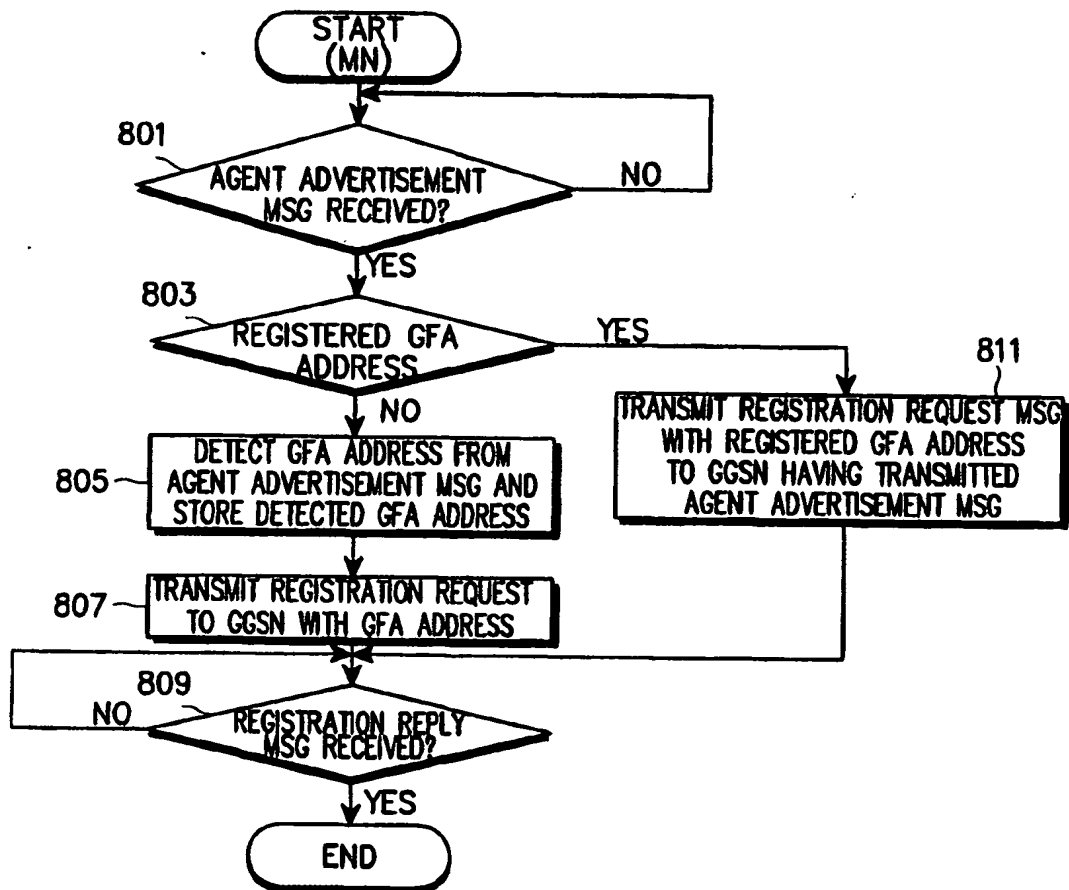 START
(MN)
801
AGENT ADVERTISEMENT
MSG RECEIVED?
NO
YES
803
REGISTERED GFA
ADDRESS
YES
NO
811
TRANSMIT REGISTRATION REQUEST MSG
WITH REGISTERED GFA ADDRESS
TO GGSN HAVING TRANSMITTED
AGENT ADVERTISEMENT MSG
805
DETECT GFA ADDRESS FROM
AGENT ADVERTISEMENT MSG AND
STORE DETECTED GFA ADDRESS
807
TRANSMIT REGISTRATION REQUEST
TO GGSN WITH GFA ADDRESS
809
NO
REGISTRATION REPLY
MSG RECEIVED?
YES
END